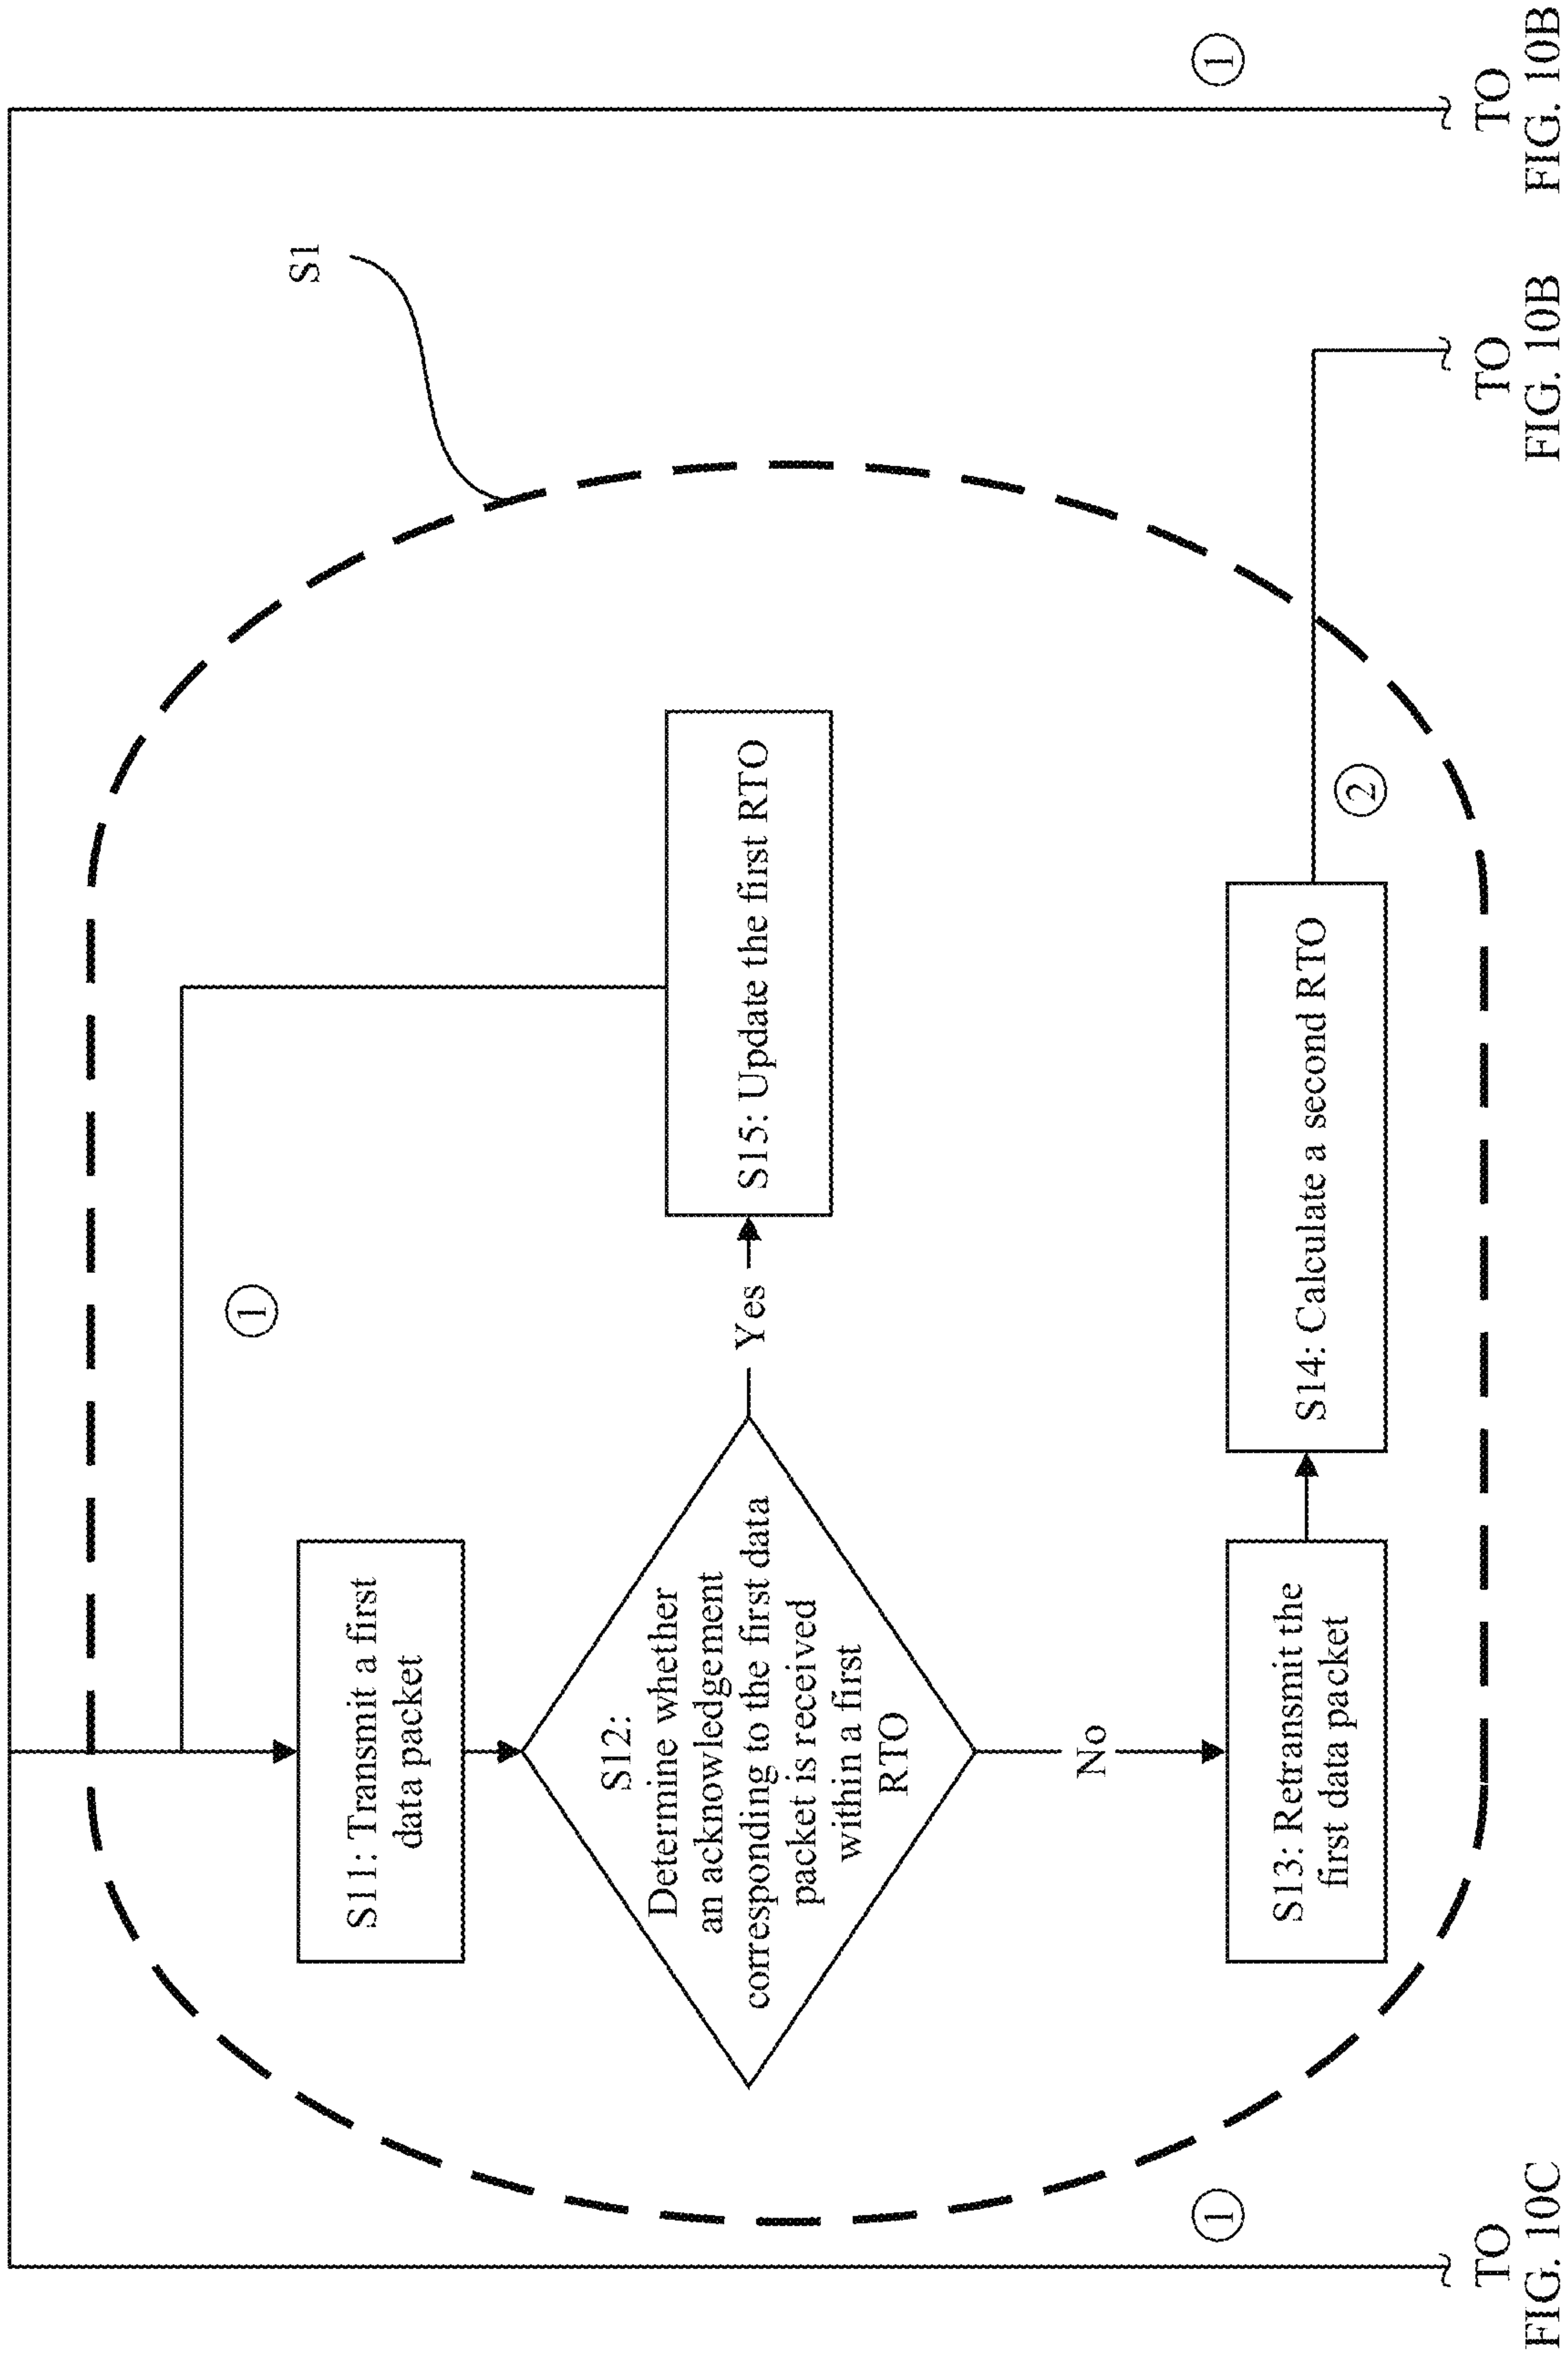 S1
①
S11: Transmit a first
data packet
S12:
Determine whether
an acknowledgement
corresponding to the first data
packet is received
within a first
RTO
Yes
S15: Update the first RTO
No
S13: Retransmit the
first data packet
S14: Calculate a second RTO
②
①
①
TO
FIG. 10C
TO
FIG. 10B
TO
FIG. 10B